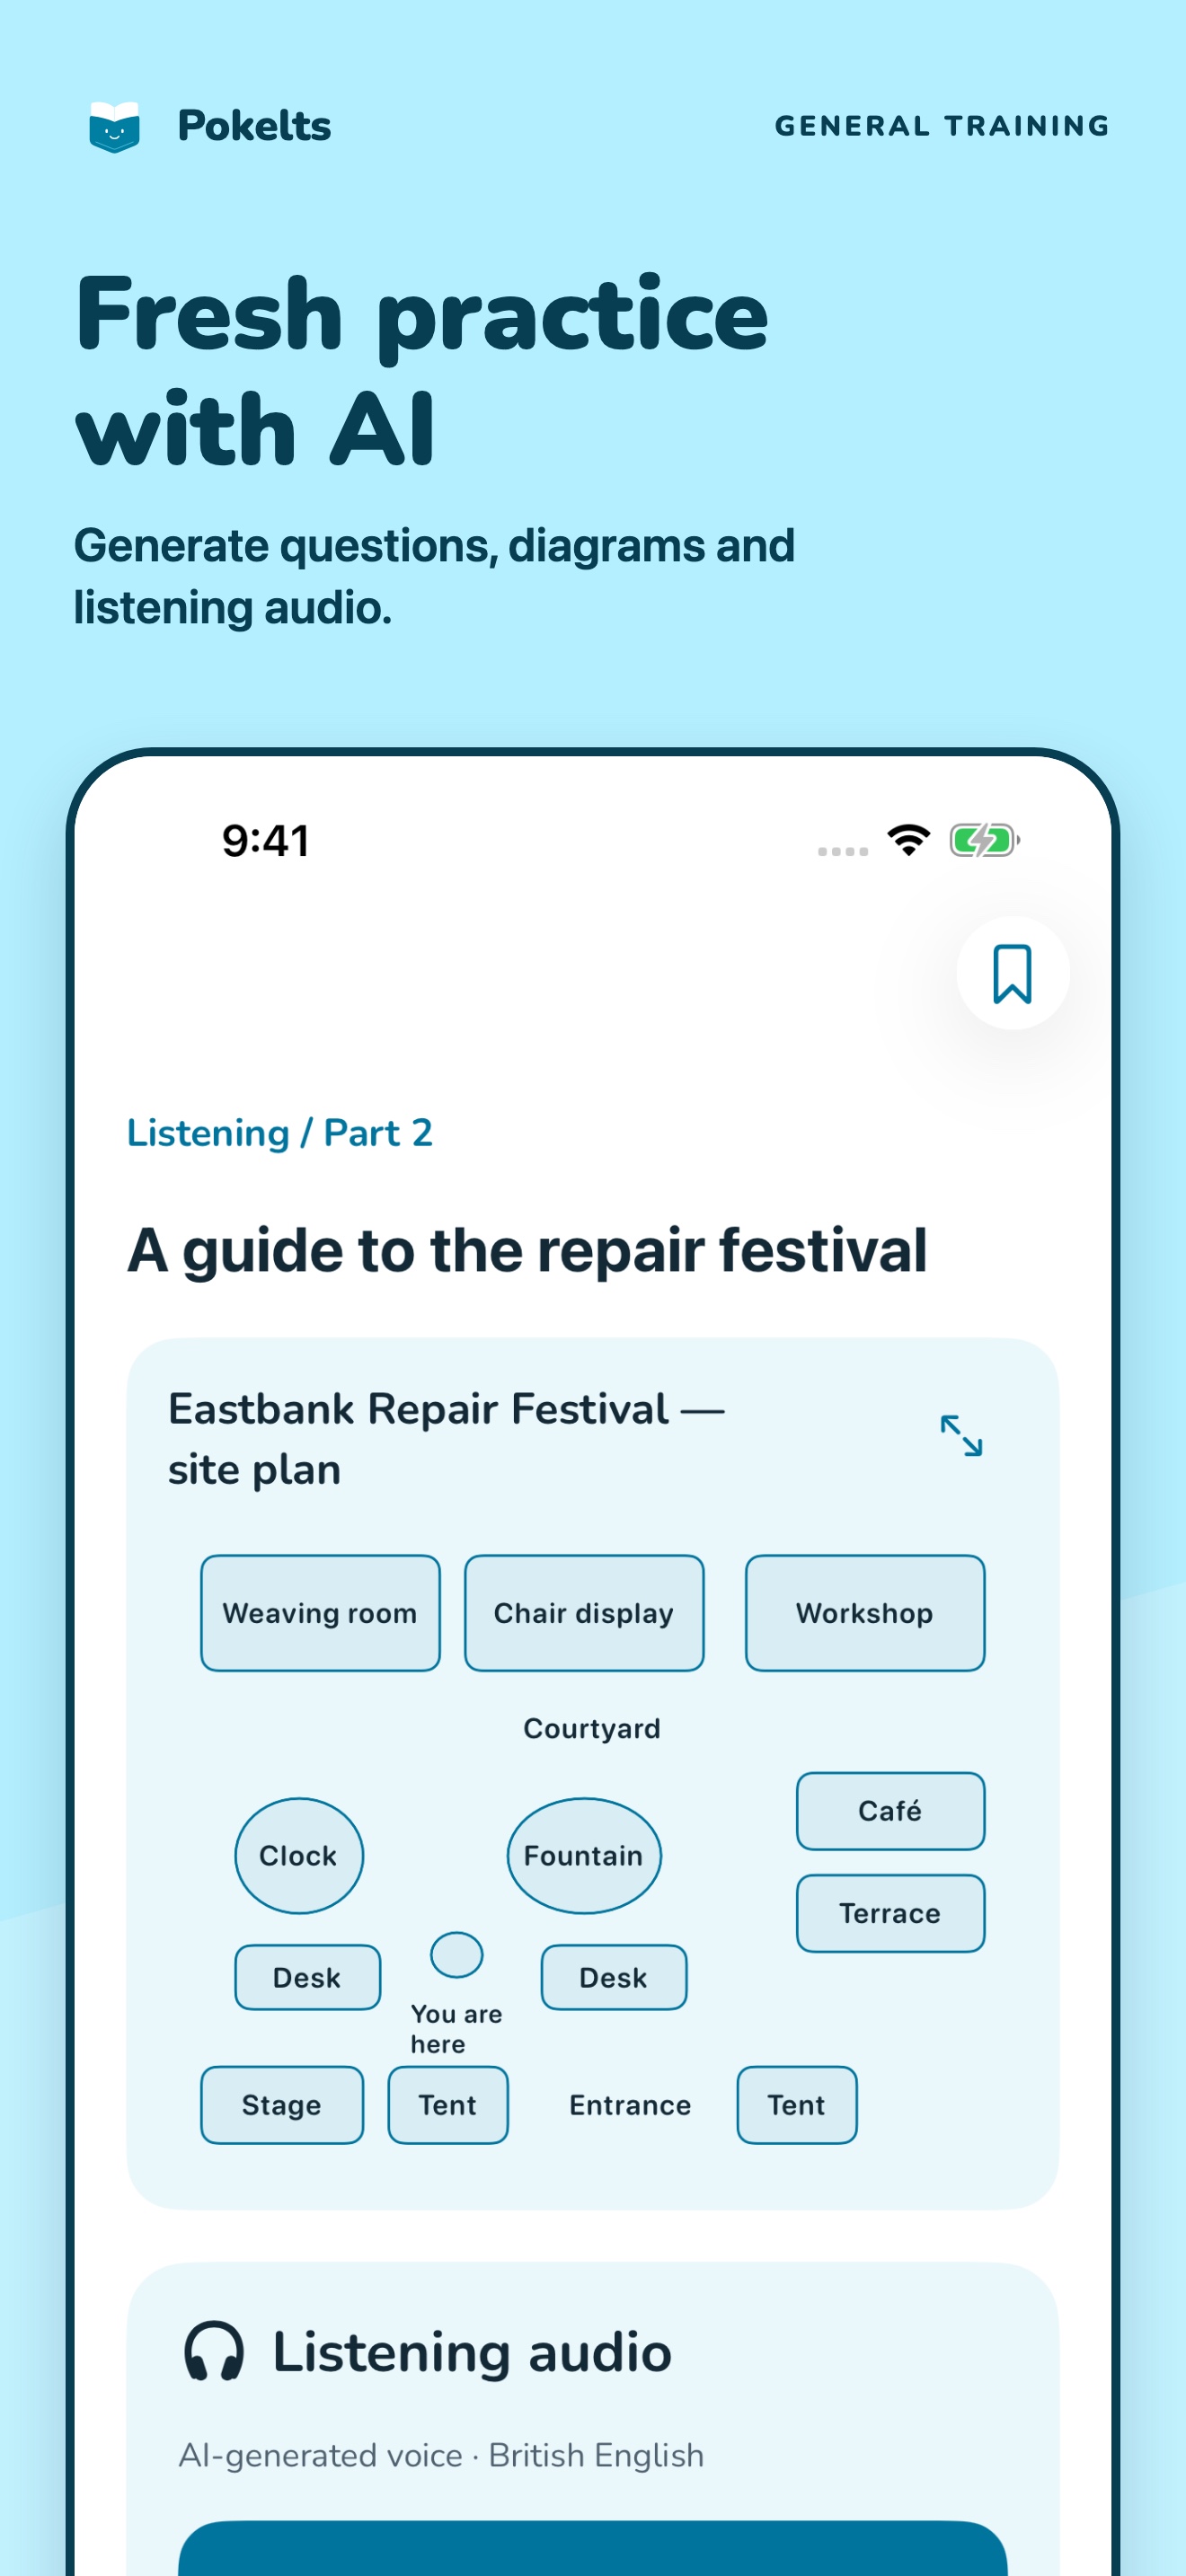 Pokelts
GENERAL TRAINING
Fresh practice
with AI
Generate questions, diagrams and
listening audio.
9:41
Listening / Part 2
A guide to the repair festival
Eastbank Repair Festival —
site plan
Weaving room
Chair display
Workshop
Courtyard
Café
Clock
Fountain
Terrace
Desk
Desk
You are
here
Stage
Tent
Entrance
Tent
Listening audio
AI-generated voice · British English